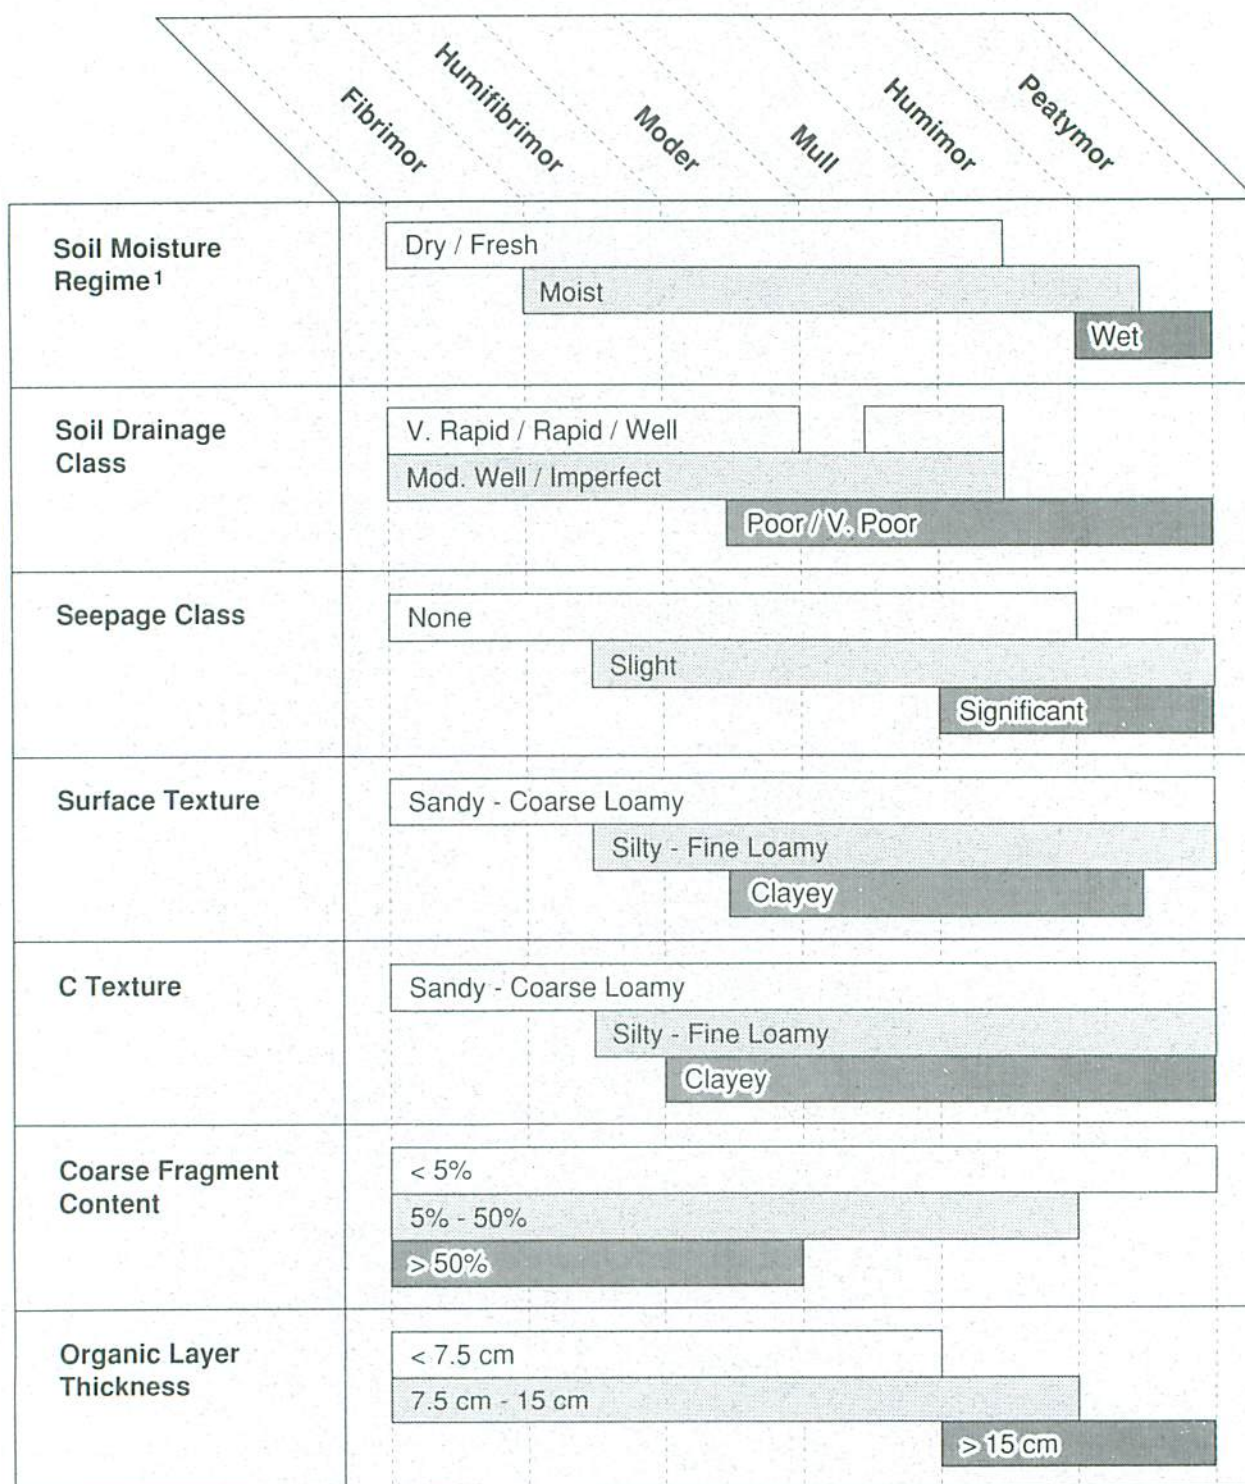 Fibrimor
Humifibrimor
Moder
Mull
Humimor
Peatymor
Soil Moisture
Regime1
Dry / Fresh
Moist
Wet
Soil Drainage
Class
V. Rapid / Rapid / Well
Mod. Well / Imperfect
Poor / V. Poor
Seepage Class
None
Slight
Significant
Surface Texture
Sandy - Coarse Loamy
Silty - Fine Loamy
Clayey
C Texture
Sandy - Coarse Loamy
Silty - Fine Loamy
Clayey
Coarse Fragment
Content
< 5%
5% - 50%
> 50%
Organic Layer
Thickness
< 7.5 cm
7.5 cm - 15 cm
> 15 cm